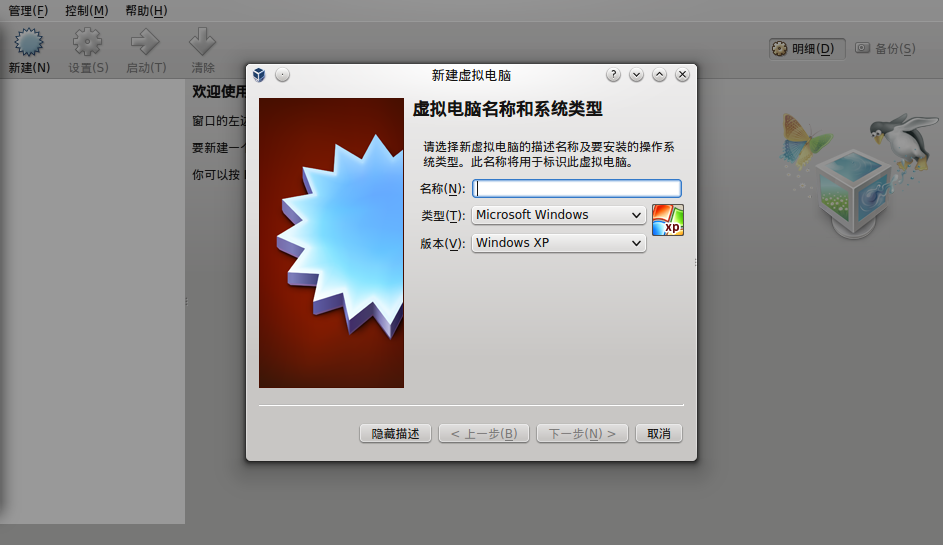 管理(F)  控制(M)  帮助(H)
新建(N)  设置(S)  启动(T)  清除
明细(D)  备份(S)
欢迎使用
窗口的左边
要新建一个
你可以按
新建虚拟电脑
虚拟电脑名称和系统类型
请选择新虚拟电脑的描述名称及要安装的操作系
统类型。此名称将用于标识此虚拟电脑。
名称(N):
类型(T): Microsoft Windows
xp
版本(V): Windows XP
隐藏描述  < 上一步(B)  下一步(N) >  取消